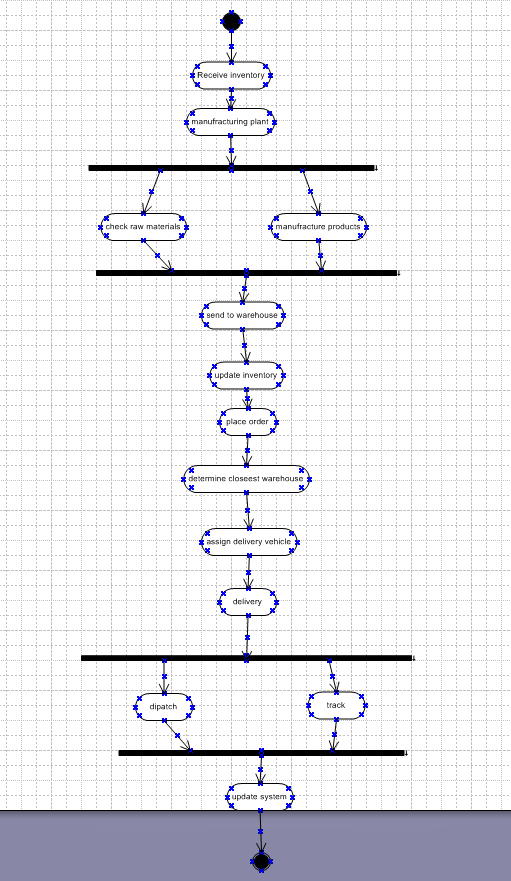 Receive inventory
manufracturing plant
check raw materials
manufracture products
send to warehouse
update inventory
place order
determine closeest warehouse
assign delivery vehicle
delivery
dipatch
track
update system